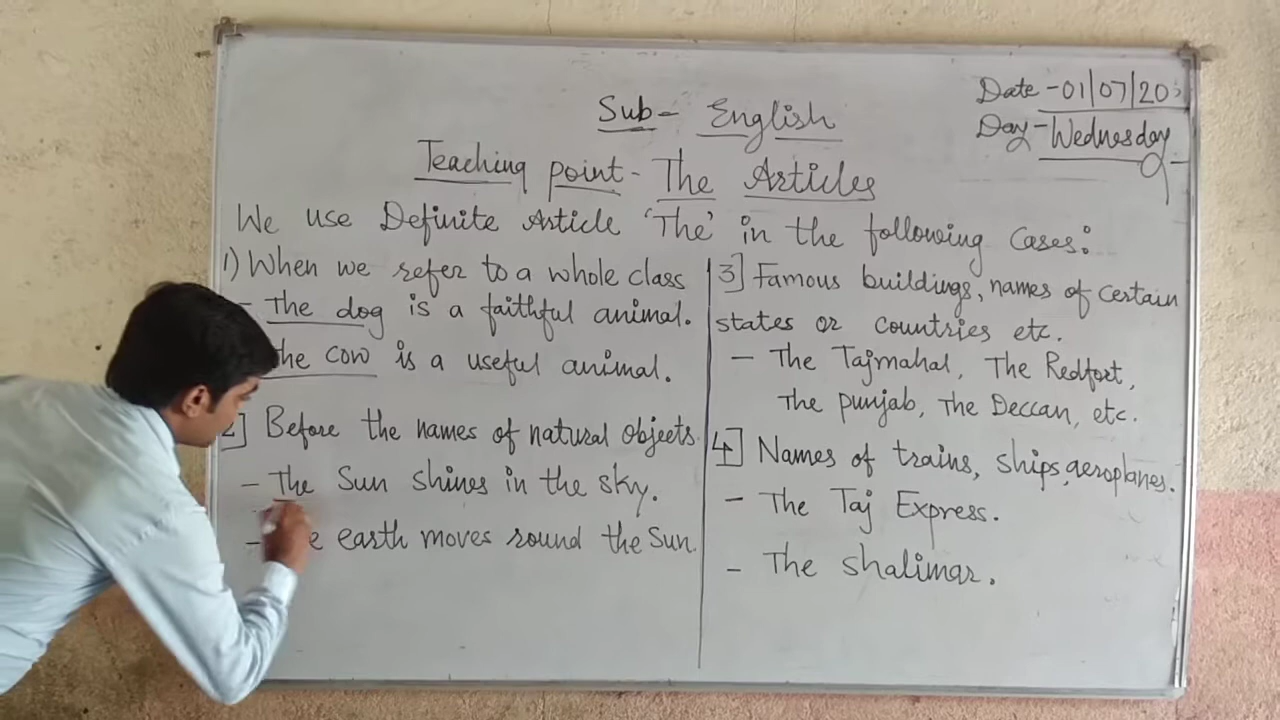 Date - 01/07/20
Day - Wednesday
Sub - English
Teaching point - The Articles
We use Definite Article 'The' in the following cases:
1) When we refer to a whole class
- The dog is a faithful animal.
he cow is a useful animal.
2] Before the names of natural objects
- The Sun shines in the sky.
- e earth moves round the Sun.
3] Famous buildings, names of certain
states or countries etc.
- The Tajmahal, The Redfort,
The punjab, The Deccan, etc.
4] Names of trains, ships, aeroplanes.
- The Taj Express.
- The shalimar.